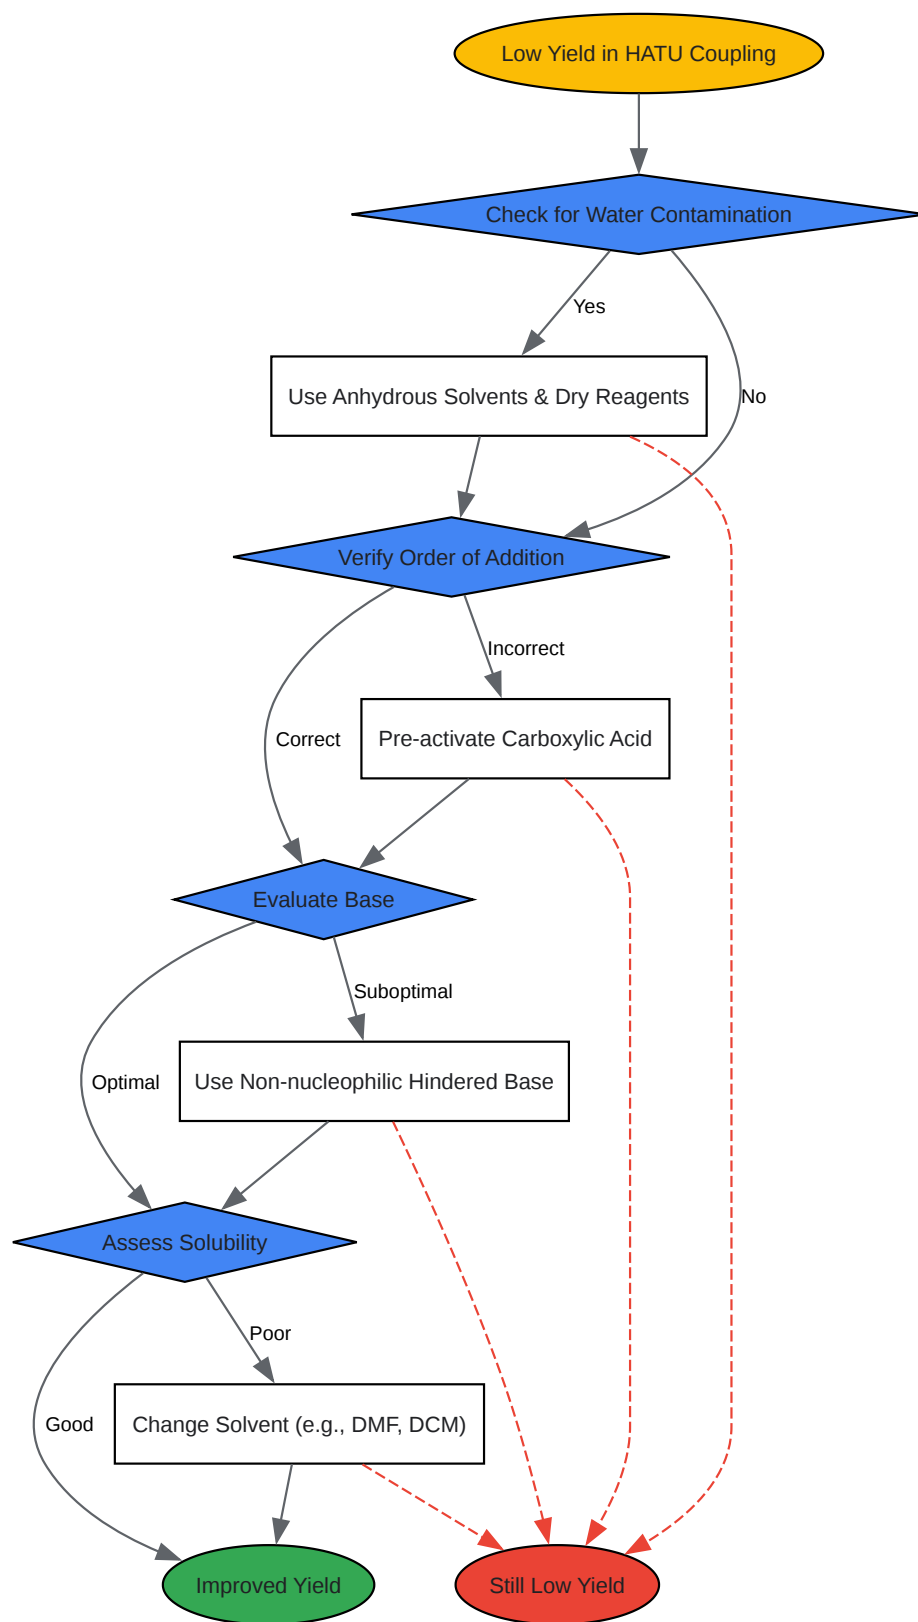 Low Yield in HATU Coupling
Check for Water Contamination
Yes
Use Anhydrous Solvents & Dry Reagents
No
Verify Order of Addition
Incorrect
Correct
Pre-activate Carboxylic Acid
Evaluate Base
Suboptimal
Optimal
Use Non-nucleophilic Hindered Base
Assess Solubility
Poor
Good
Change Solvent (e.g., DMF, DCM)
Improved Yield
Still Low Yield